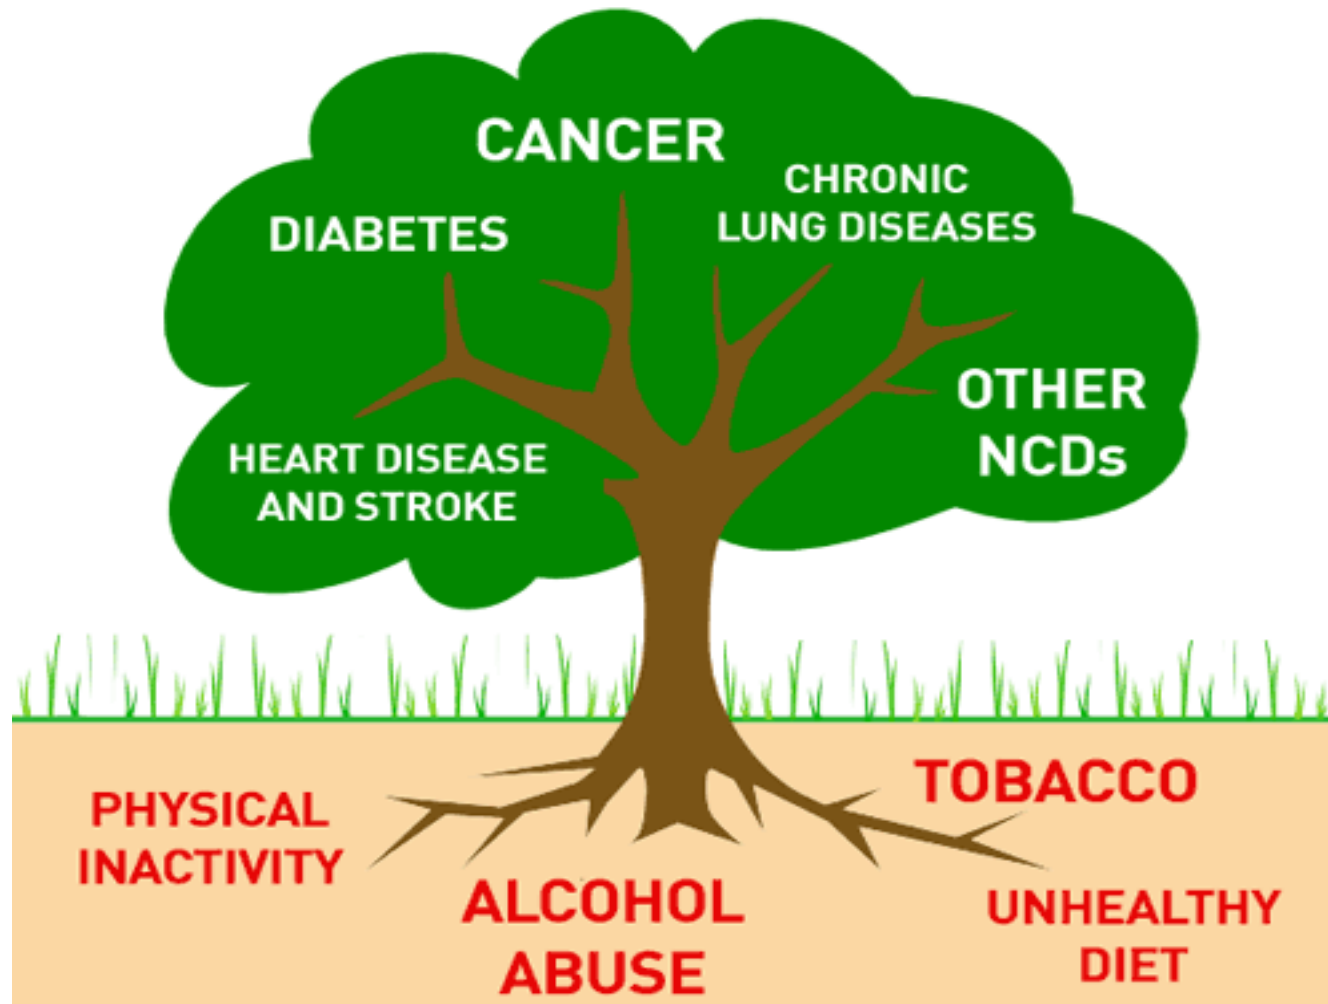 CANCER
CHRONIC
LUNG DISEASES
DIABETES
OTHER
NCDs
HEART DISEASE
AND STROKE
TOBACCO
PHYSICAL
INACTIVITY
ALCOHOL
ABUSE
UNHEALTHY
DIET